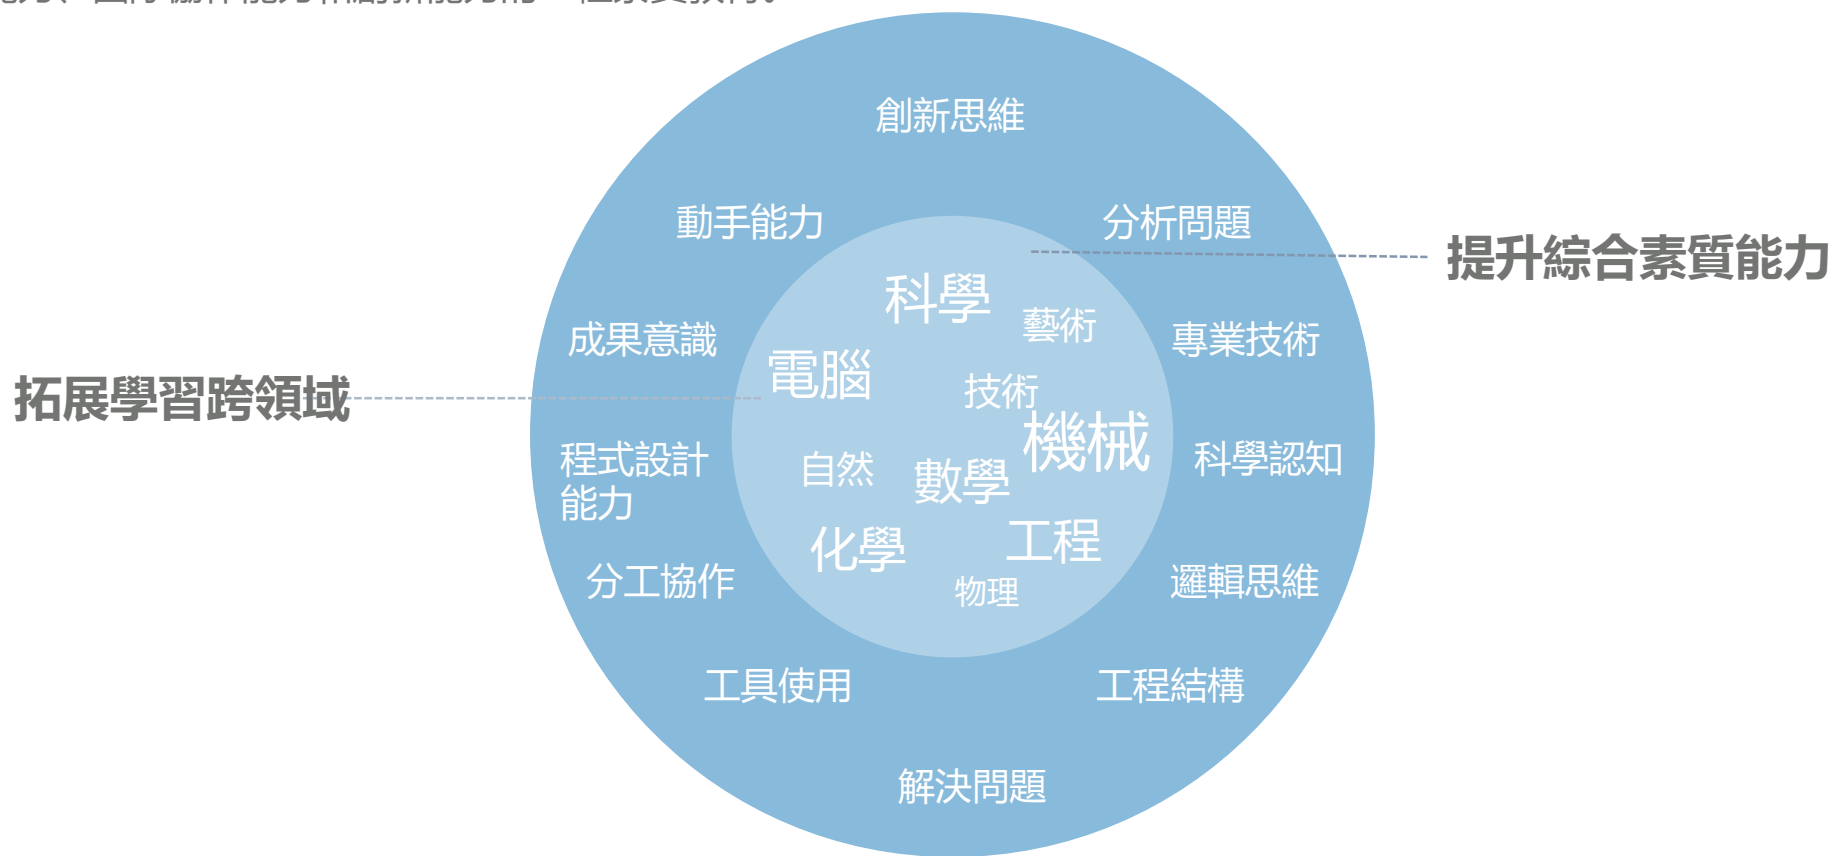 創新思維
動手能力
分析問題
提升綜合素質能力
科學
藝術
成果意識
專業技術
電腦
技術
拓展學習跨領域
機械
程式設計
能力
自然
數學
科學認知
化學
工程
分工協作
物理
邏輯思維
工具使用
工程結構
解決問題